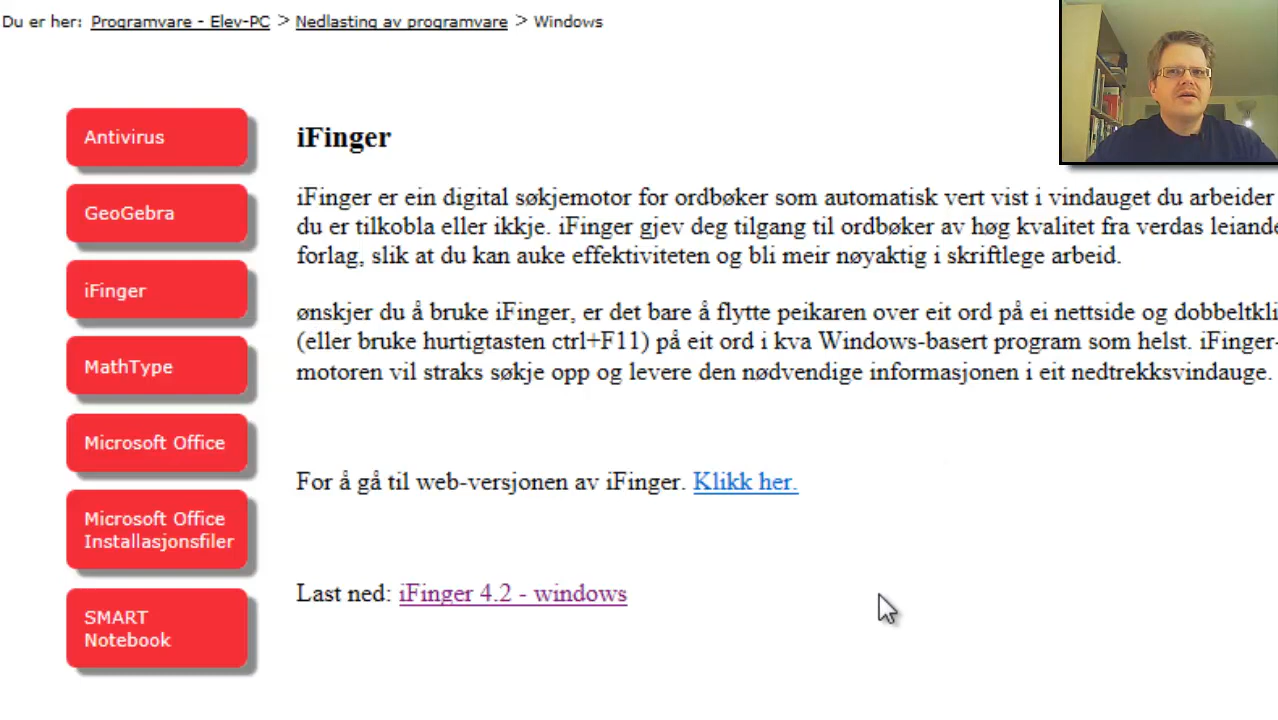 Du er her: Programvare - Elev-PC > Nedlasting av programvare > Windows
Antivirus
GeoGebra
iFinger
MathType
Microsoft Office
Microsoft Office
Installasjonsfiler
SMART
Notebook
iFinger
iFinger er ein digital søkjemotor for ordbøker som automatisk vert vist i vindauget du arbeider
du er tilkobla eller ikkje. iFinger gjev deg tilgang til ordbøker av høg kvalitet fra verdas
forlag, slik at du kan auke effektiviteten og bli meir nøyaktig i skriftlege arbeid.
ønskjer du å bruke iFinger, er det bare å flytte peikaren over eit ord på ei nettside og
(eller bruke hurtigtasten ctrl+F11) på eit ord i kva Windows-basert program som helst. iFinger-
motoren vil straks søkje opp og levere den nødvendige informasjonen i eit nedtrekksvindauge.
For å gå til web-versjonen av iFinger. Klikk her.
Last ned: iFinger 4.2 - windows